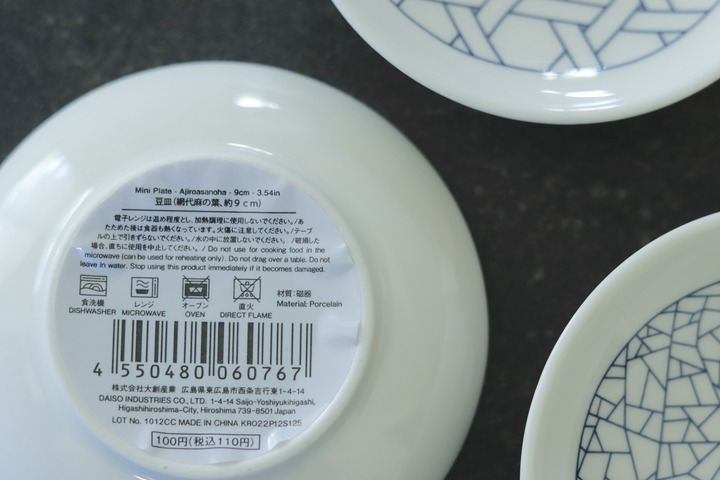 Mini Plate - Ajiroasanoha - 9cm - 3.54in
豆皿(網代麻の葉、約9cm)
電子レンジは温め程度とし、加熱調理に使用しないでください。/あ
たためた後は食器も熱くなっています。火傷に注意してください。/テーブ
ルの上で引きずらないでください。/水の中に放置しないでください。 /破損した
場合、直ちに使用を中止してください。 / Do not use for cooking food in the
microwave (can be used for reheating only). Do not drag over a table. Do not
leave in water. Stop using this product immediately if it becomes damaged.
食洗機 レンジ オーブン 直火 材質:磁器
DISHWASHER MICROWAVE OVEN DIRECT FLAME Material: Porcelain
4 550480 060767
株式会社大創産業 広島県東広島市西条吉行東1-4-14
DAISO INDUSTRIES CO., LTD. 1-4-14 Saijo-Yoshiyukihigashi,
Higashihiroshima-City, Hiroshima 739-8501 Japan
LOT No. 1012CC MADE IN CHINA KR022P12S125
100円(税込110円)